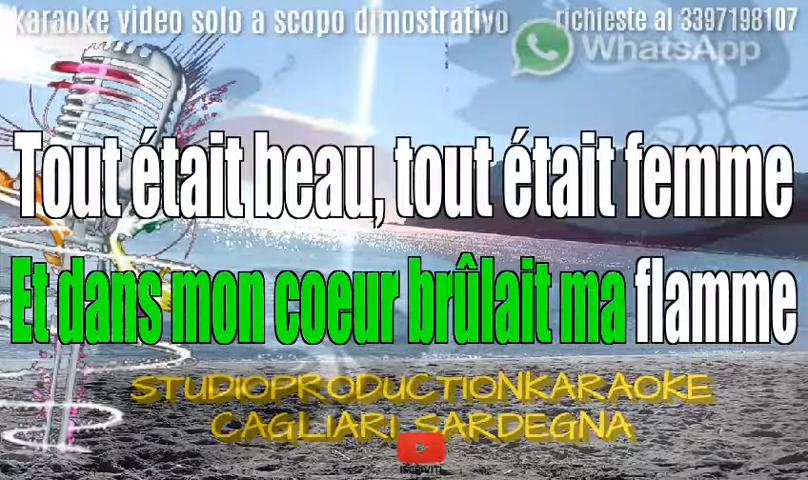 karaoke video solo a scopo dimostrativo
richieste al 3397198107
WhatsApp
Tout était beau, tout était femme
Et dans mon coeur brûlait ma flamme
STUDIOPRODUCTIONKARAOKE
CAGLIARI SARDEGNA
ISCRIVITI